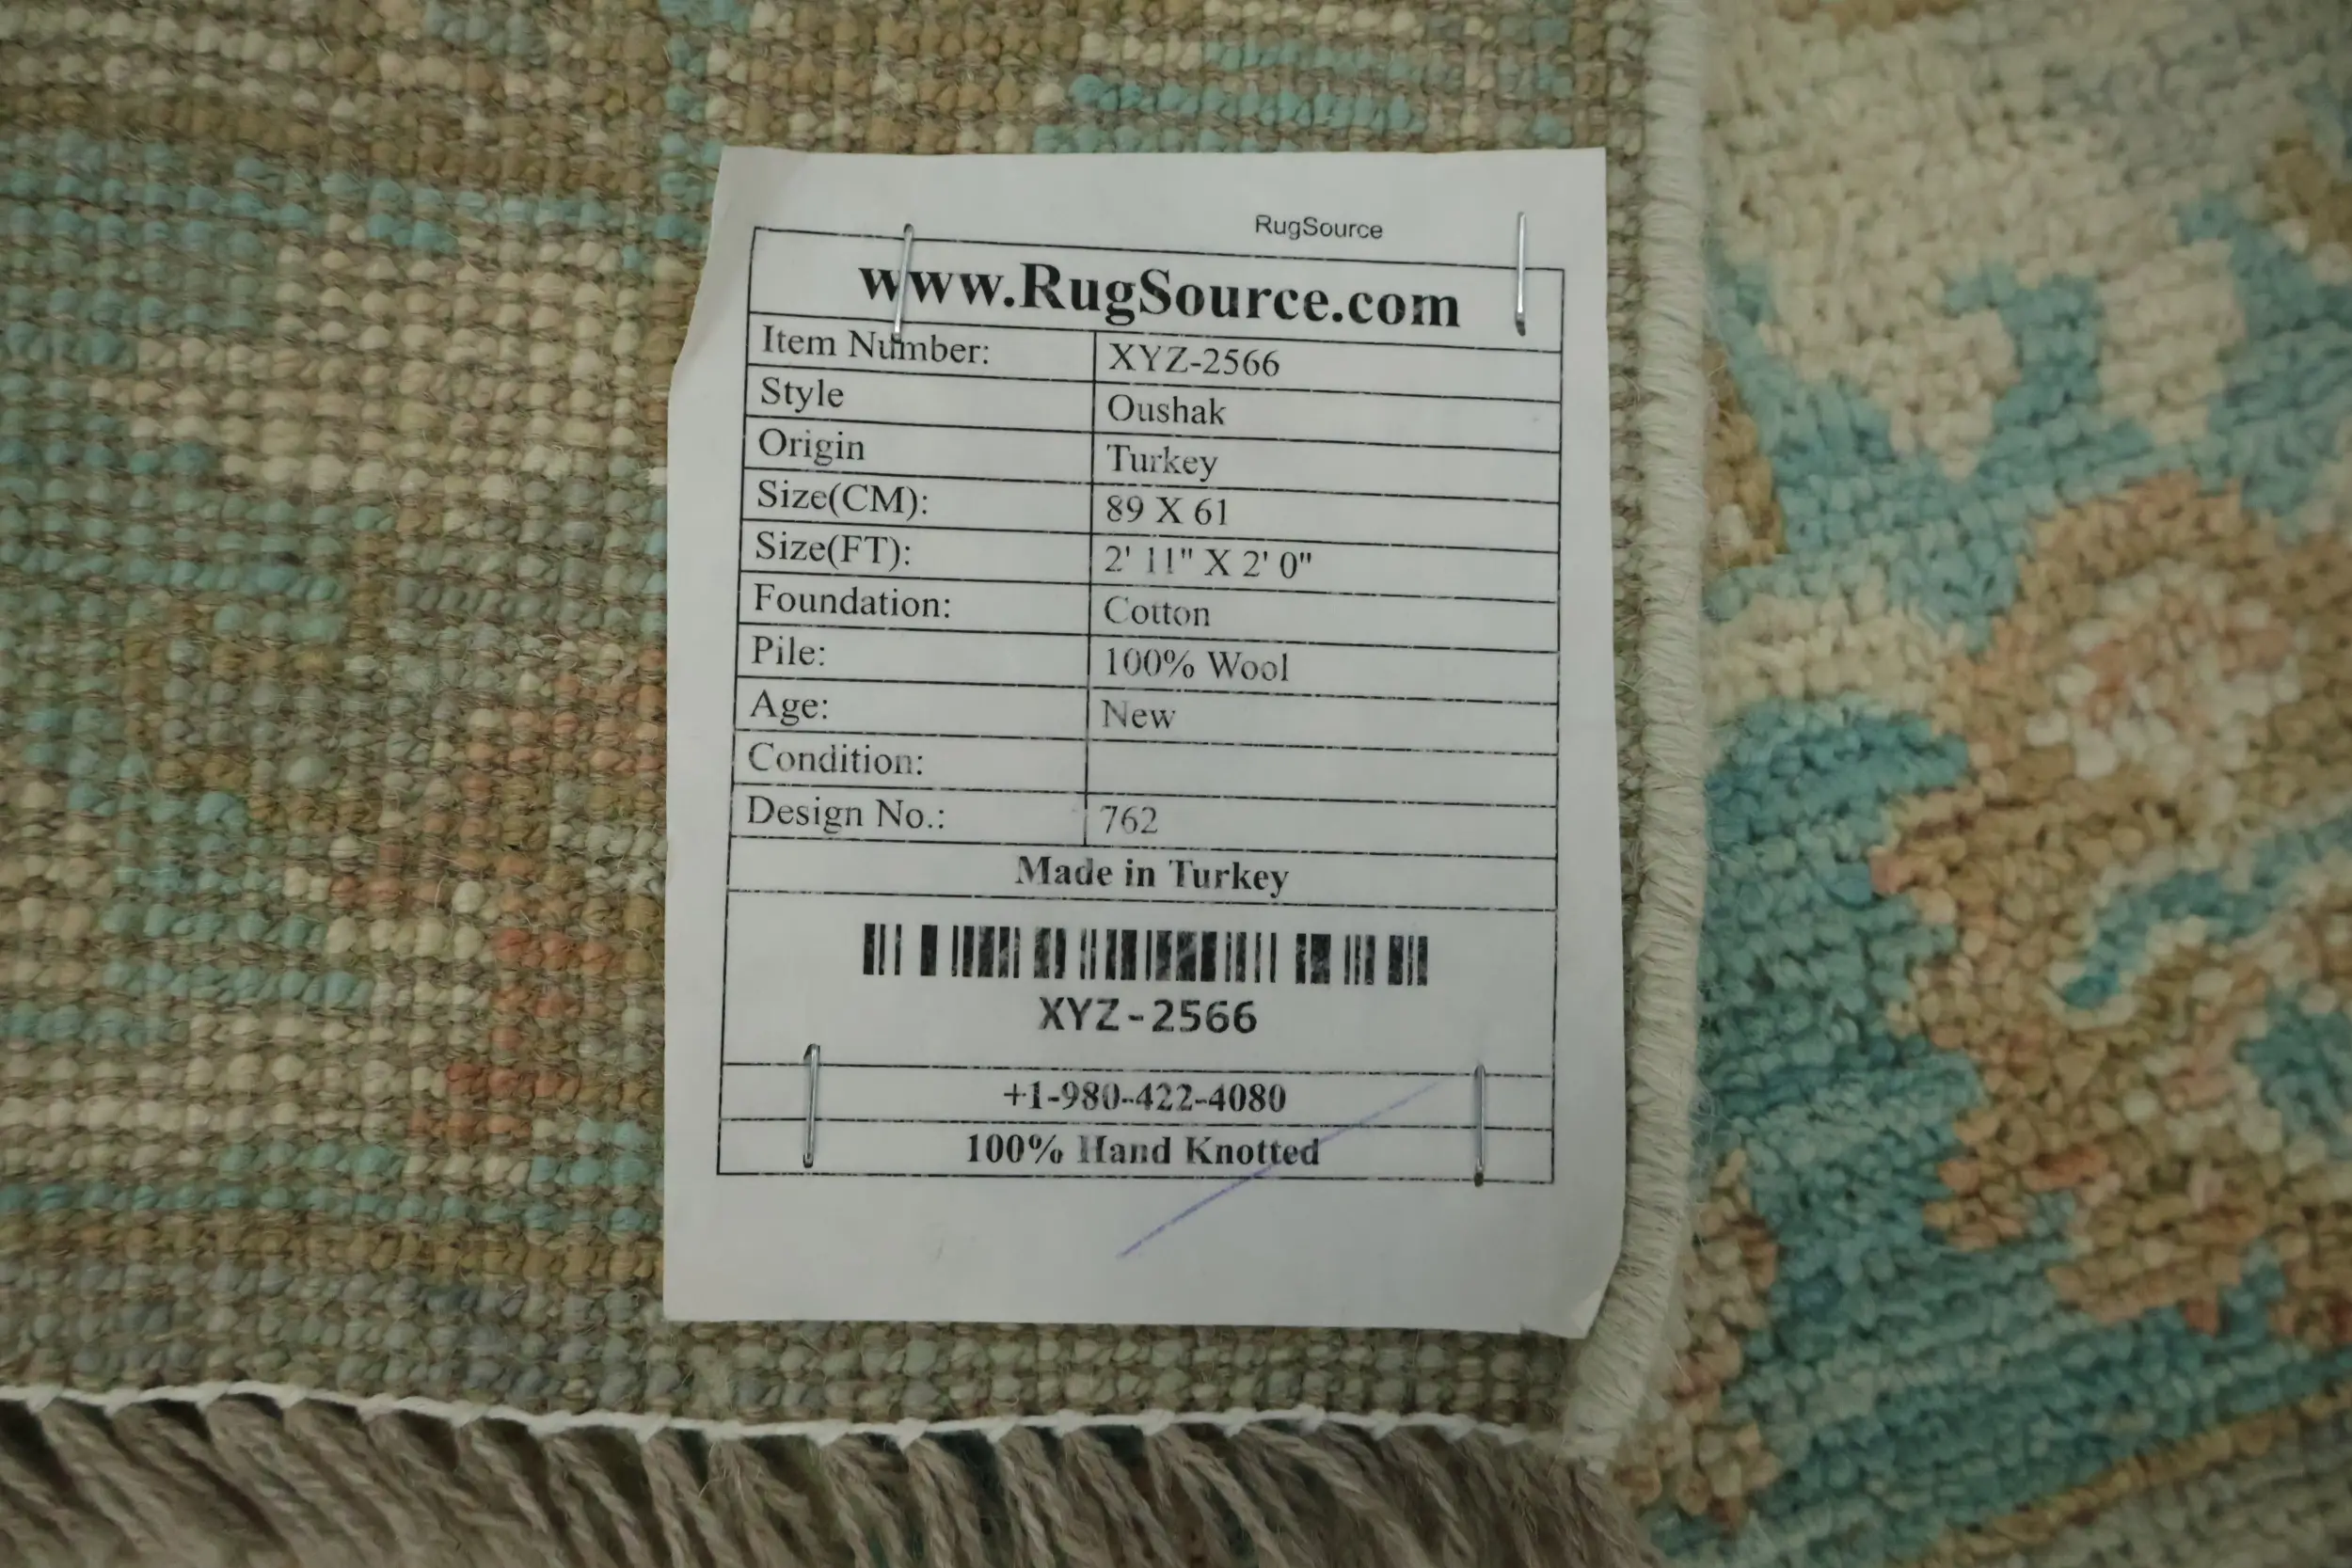 RugSource
www.RugSource.com
Item Number: XYZ-2566
Style Oushak
Origin Turkey
Size(CM): 89 X 61
Size(FT): 2' 11" X 2' 0"
Foundation: Cotton
Pile: 100% Wool
Age: New
Condition:
Design No.: 762
Made in Turkey
XYZ-2566
+1-980-422-4080
100% Hand Knotted